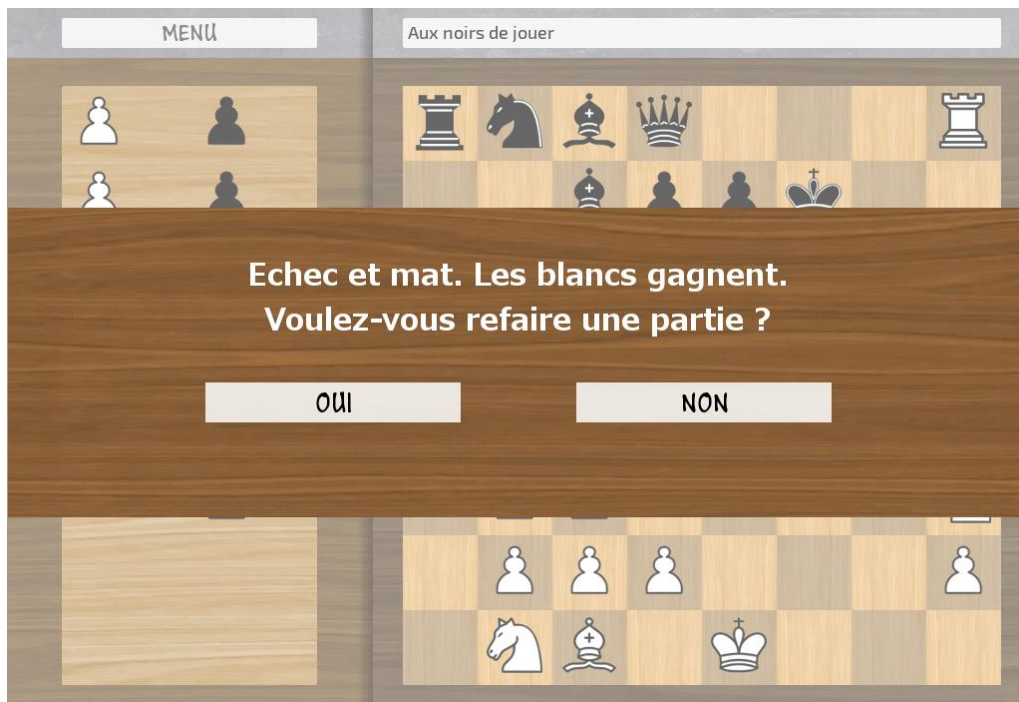 MENU
Aux noirs de jouer
Echec et mat. Les blancs gagnent.
Voulez-vous refaire une partie ?
OUI
NON